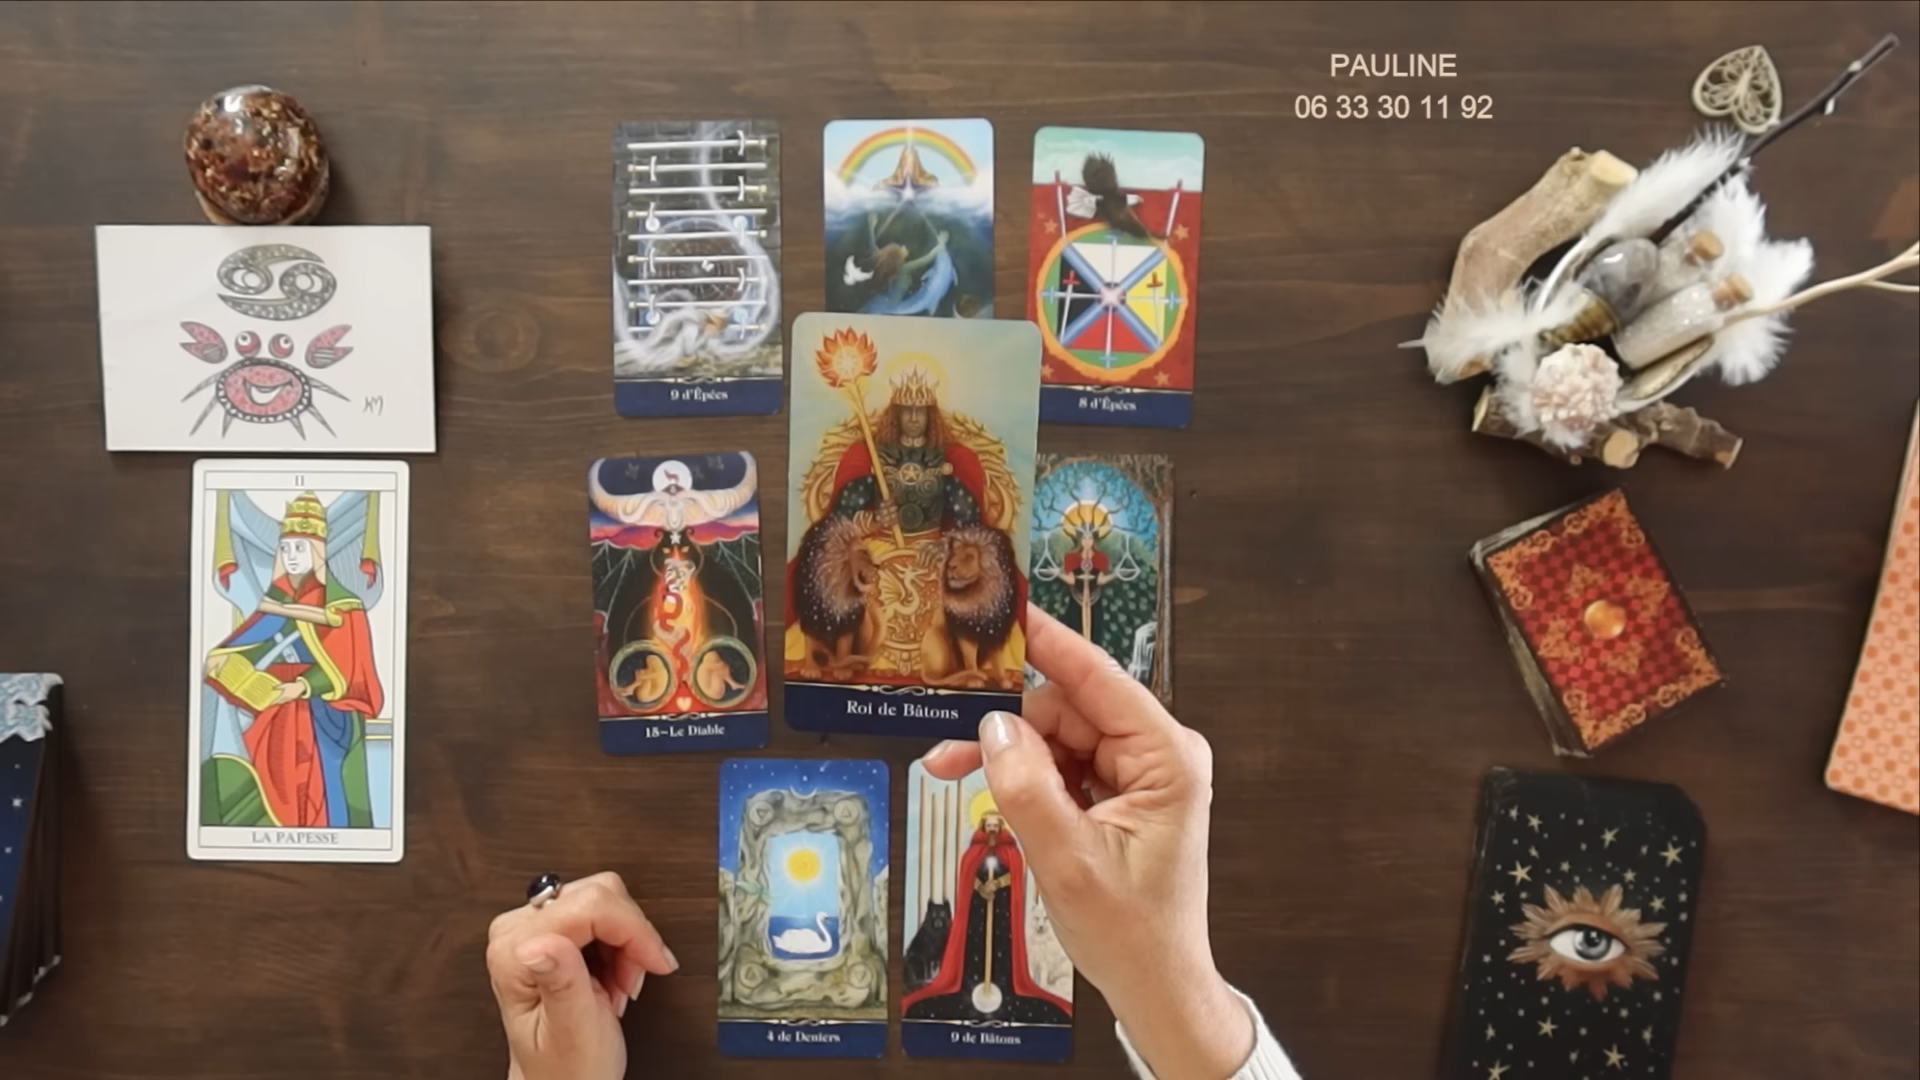 PAULINE
06 33 30 11 92
9 d'Épées
8 d'Épées
II
LA PAPESSE
15-Le Diable
Roi de Bâtons
4 de Deniers
9 de Bâtons